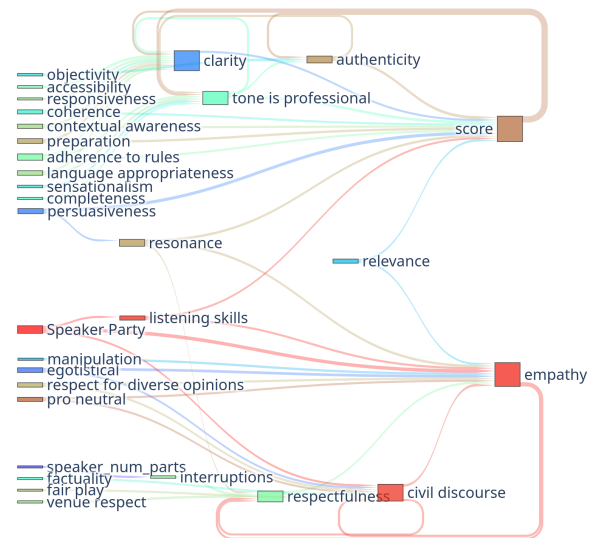 clarity
authenticity
objectivity
accessibility
responsiveness
tone is professional
coherence
contextual awareness
score
preparation
adherence to rules
language appropriateness
sensationalism
completeness
persuasiveness
resonance
relevance
listening skills
Speaker Party
manipulation
egotistical
empathy
respect for diverse opinions
pro neutral
speaker_num_parts
factuality
interruptions
fair play
respectfulness
civil discourse
venue respect